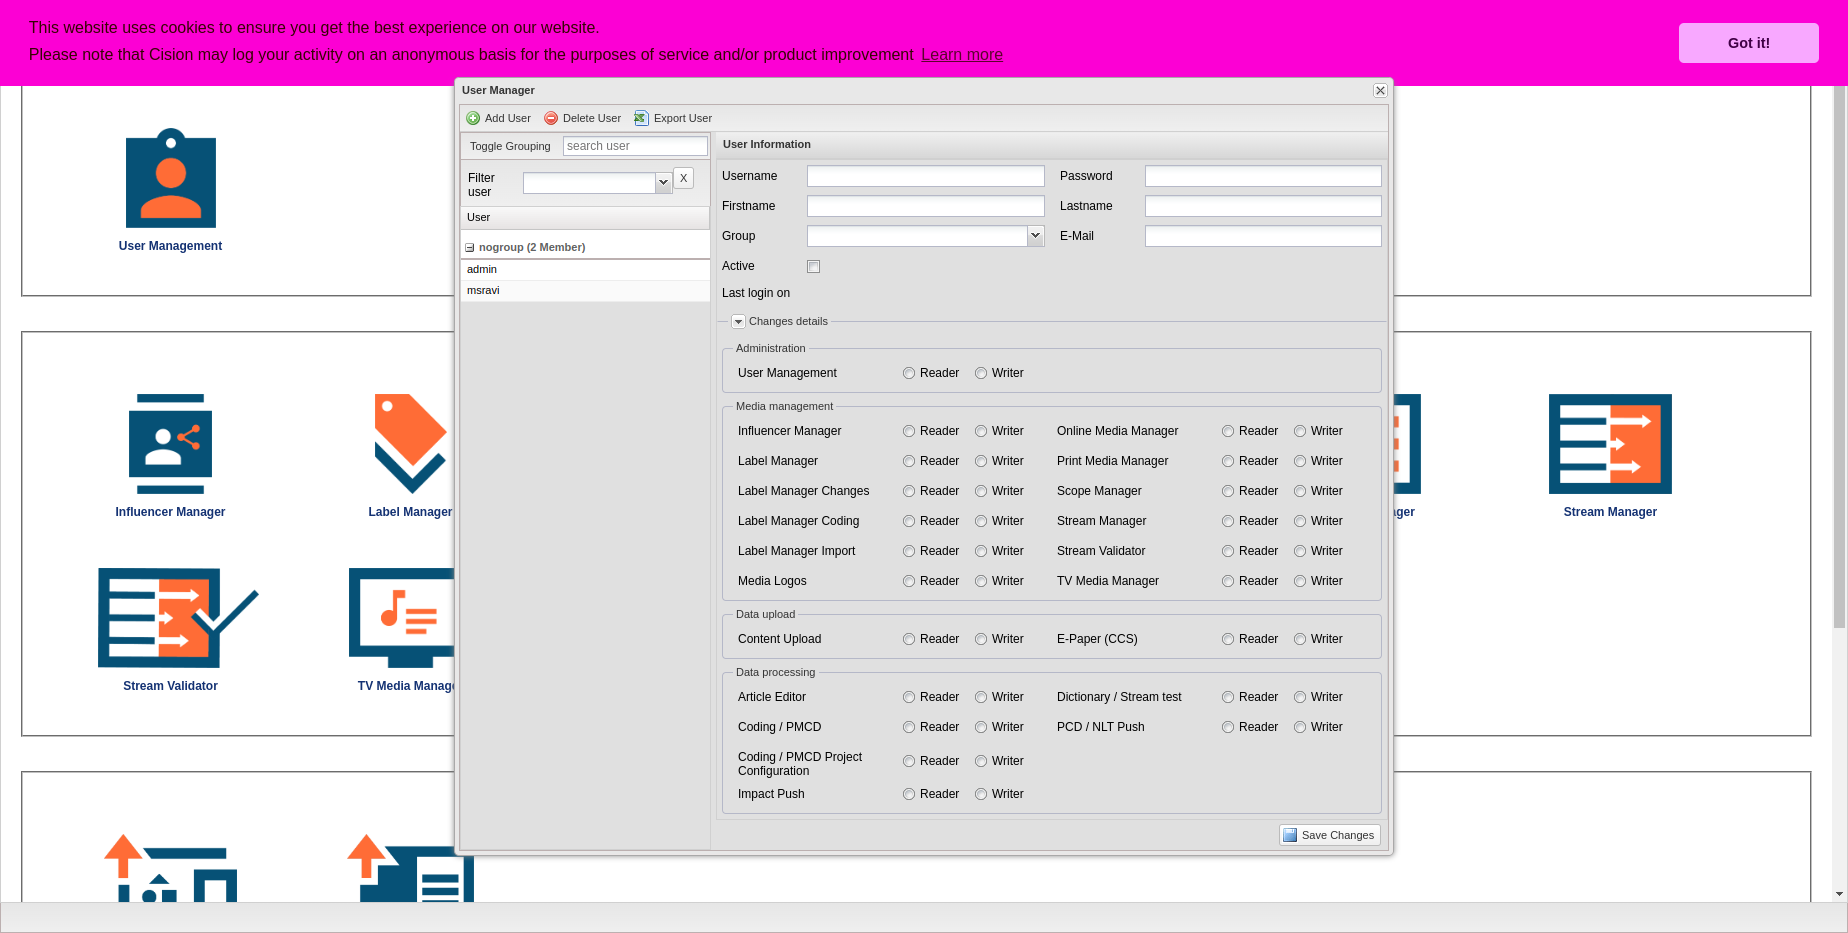 This website uses cookies to ensure you get the best experience on our website.
Please note that Cision may log your activity on an anonymous basis for the purposes of service and/or product improvement Learn more
Got it!
User Manager
Add User Delete User Export User
Toggle Grouping search user
Filter user X
User
nogroup (2 Member)
admin
msravi
User Information
Username Password
Firstname Lastname
Group E-Mail
Active
Last login on
Changes details
Administration
User Management Reader Writer
Media management
Influencer Manager Reader Writer Online Media Manager Reader Writer
Label Manager Reader Writer Print Media Manager Reader Writer
Label Manager Changes Reader Writer Scope Manager Reader Writer
Label Manager Coding Reader Writer Stream Manager Reader Writer
Label Manager Import Reader Writer Stream Validator Reader Writer
Media Logos Reader Writer TV Media Manager Reader Writer
Data upload
Content Upload Reader Writer E-Paper (CCS) Reader Writer
Data processing
Article Editor Reader Writer Dictionary / Stream test Reader Writer
Coding / PMCD Reader Writer PCD / NLT Push Reader Writer
Coding / PMCD Project Configuration Reader Writer
Impact Push Reader Writer
Save Changes
User Management
Influencer Manager
Label Manager
ager
Stream Manager
Stream Validator
TV Media Manage